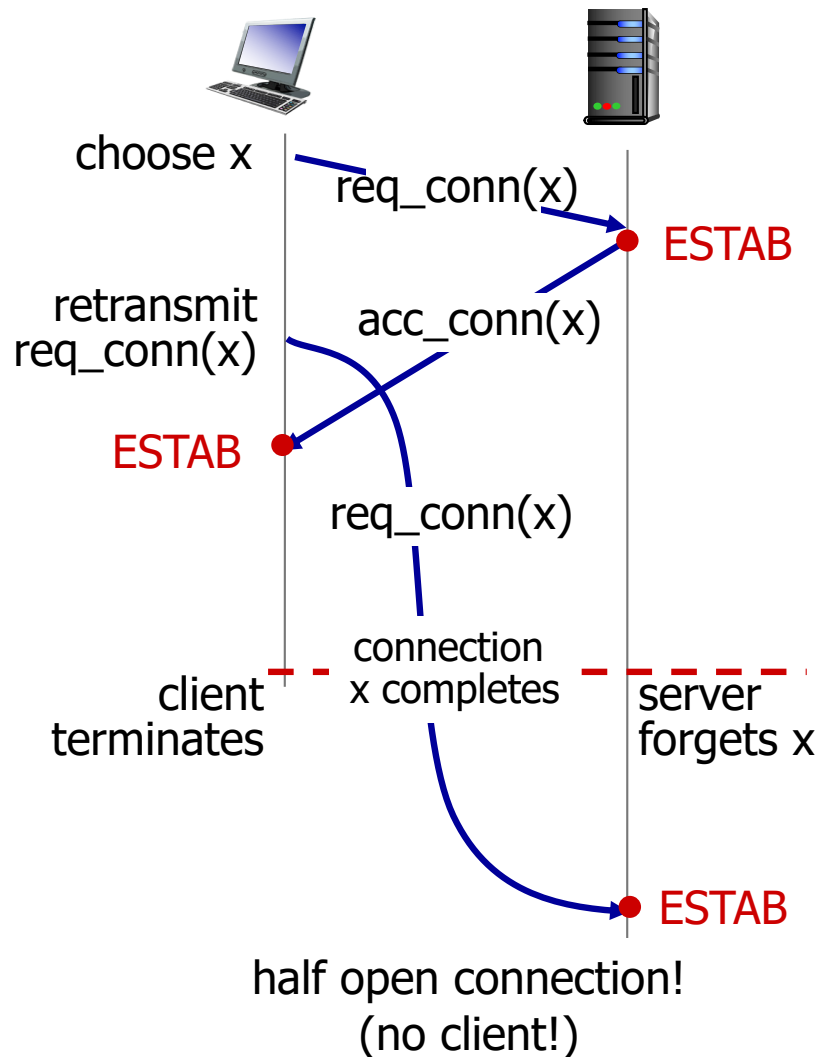 choose x
req_conn(x)
ESTAB
retransmit
req_conn(x)
acc_conn(x)
ESTAB
req_conn(x)
connection
x completes
client
terminates
server
forgets x
ESTAB
half open connection!
(no client!)